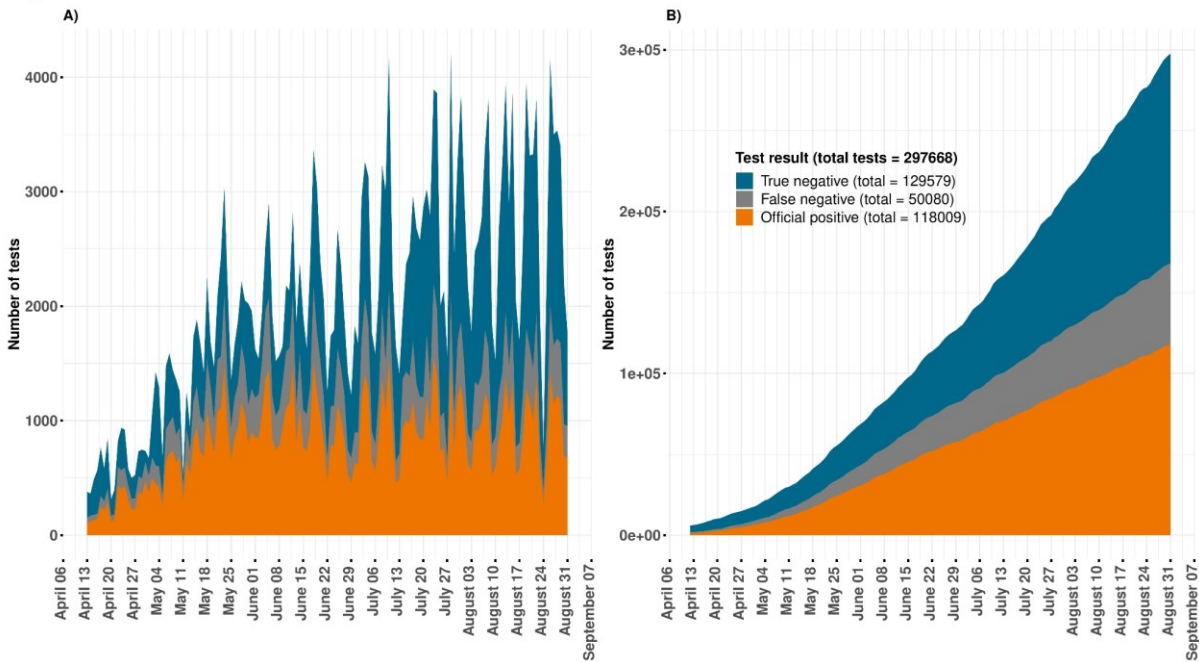 A)
Number of tests
4000
3000
2000
1000
0
April 06
April 13
April 20
April 27
May 04
May 11
May 18
May 25
June 01
June 08
June 15
June 22
June 29
July 06
July 13
July 20
July 27
August 03
August 10
August 17
August 24
August 31
September 07
B)
Number of tests
3e+05
2e+05
1e+05
0e+00
Test result (total tests = 297668)
True negative (total = 129579)
False negative (total = 50080)
Official positive (total = 118009)
April 06
April 13
April 20
April 27
May 04
May 11
May 18
May 25
June 01
June 08
June 15
June 22
June 29
July 06
July 13
July 20
July 27
August 03
August 10
August 17
August 24
August 31
September 07